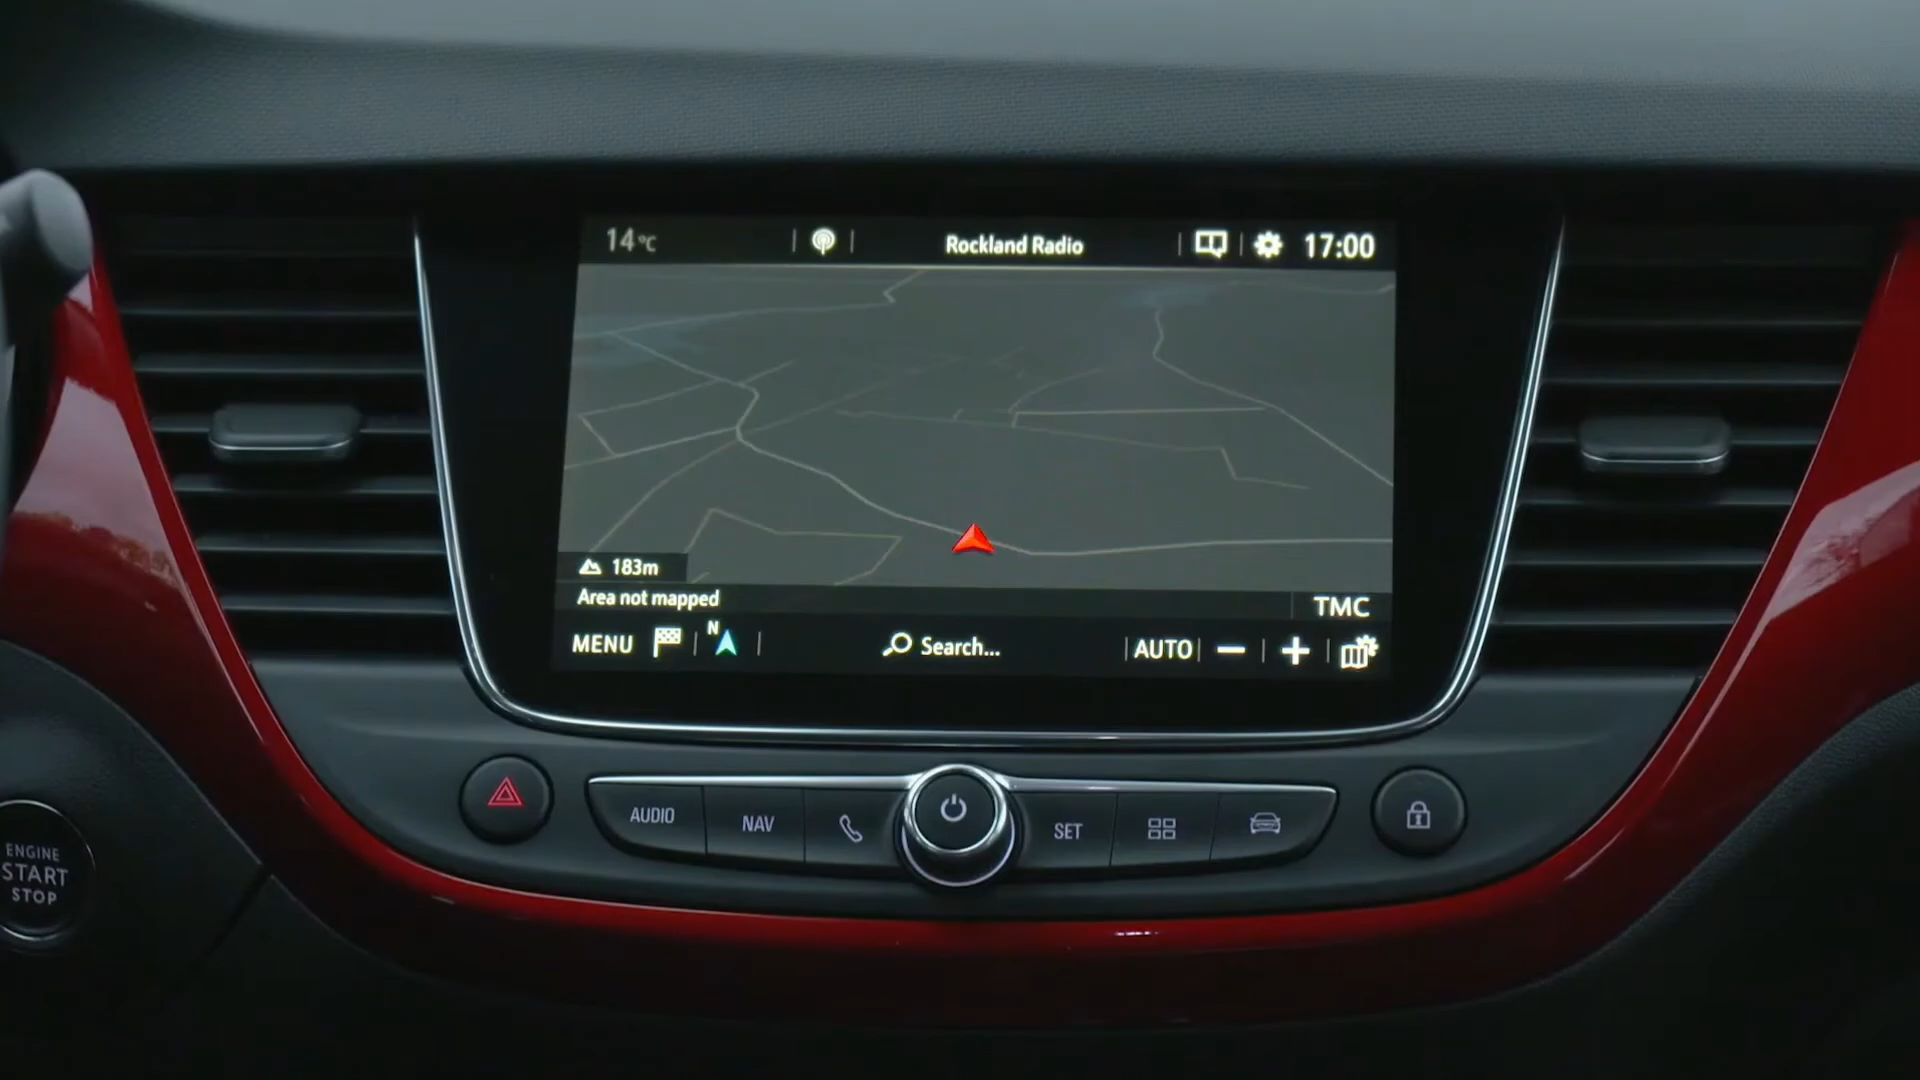 14°C
Rockland Radio
17:00
183m
Area not mapped
TMC
MENU
N
Search...
AUTO
AUDIO
NAV
SET
ENGINE
START
STOP